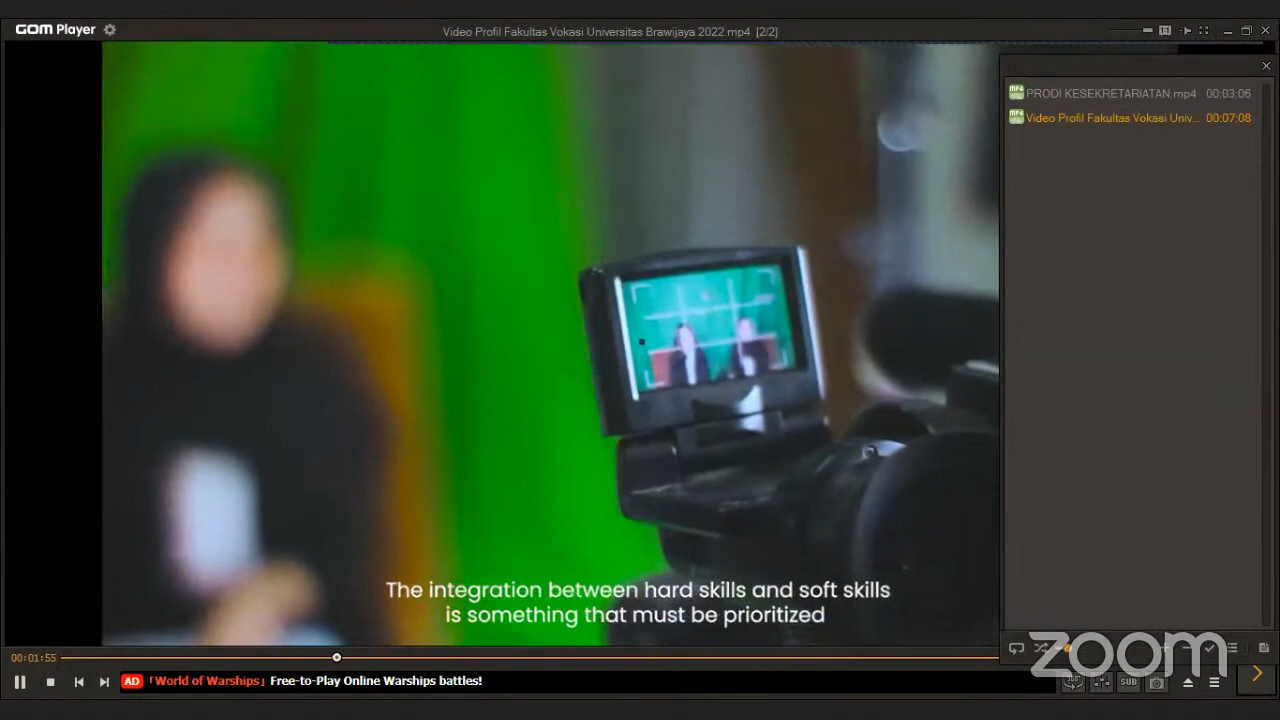 GOM Player
Video Profil Fakultas Vokasi Universitas Brawijaya 2022.mp4 [2/2]
PRODI KESEKRETARIATAN.mp4 00:03:06
Video Profil Fakultas Vokasi Univ... 00:07:08
The integration between hard skills and soft skills
is something that must be prioritized
00:01:55
zoom
AD 「World of Warships」 Free-to-Play Online Warships battles!
360°
SUB